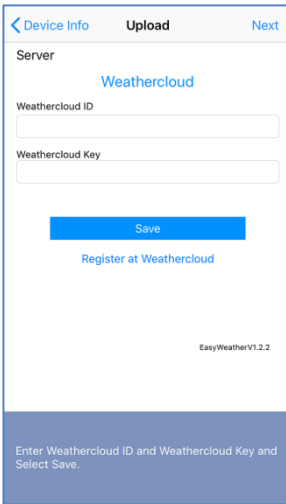 Device Info Upload Next
Server
Weathercloud
Weathercloud ID
Weathercloud Key
Save
Register at Weathercloud
EasyWeatherV1.2.2
Enter Weathercloud ID and Weathercloud Key and
Select Save.